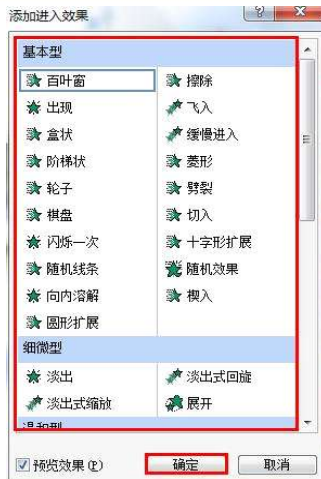 添加进入效果
基本型
百叶窗 擦除
出现 飞入
盒状 缓慢进入
阶梯状 菱形
轮子 劈裂
棋盘 切入
闪烁一次 十字形扩展
随机线条 随机效果
向内溶解 楔入
圆形扩展
细微型
淡出 淡出式回旋
淡出式缩放 展开
温和型
预览效果(P) 确定 取消